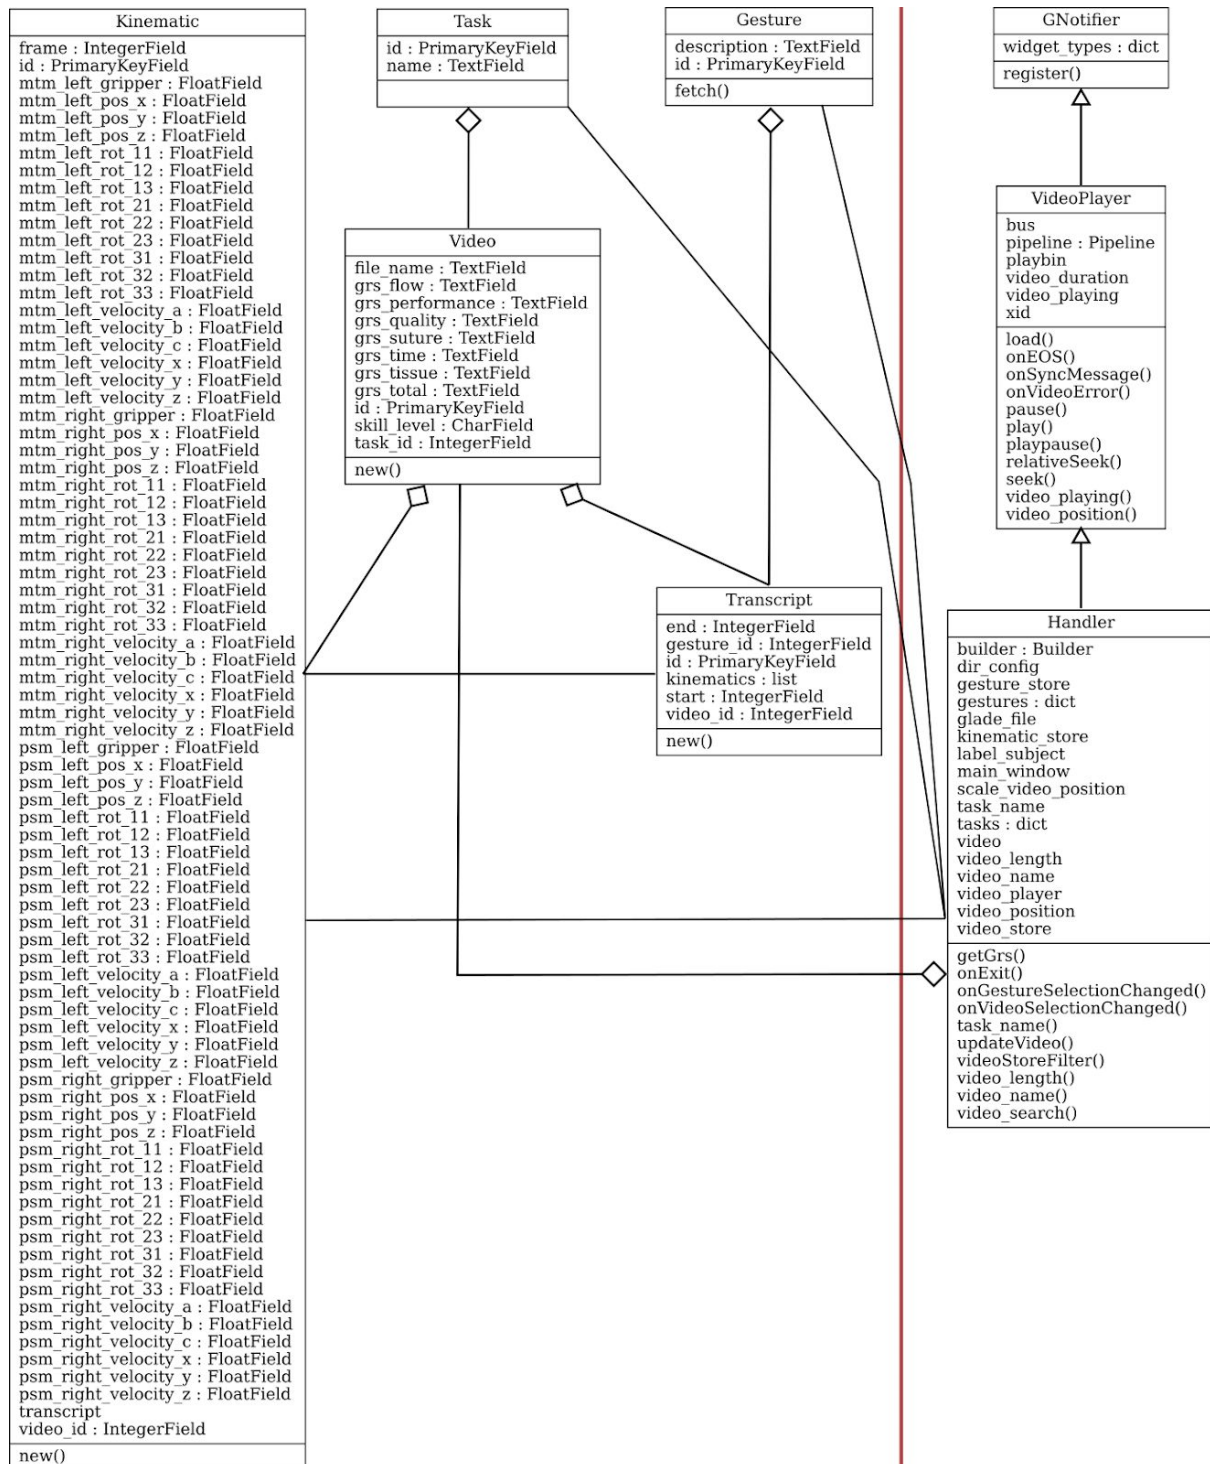 Kinematic
frame : IntegerField
id : PrimaryKeyField
mtm_left_gripper : FloatField
mtm_left_pos_x : FloatField
mtm_left_pos_y : FloatField
mtm_left_pos_z : FloatField
mtm_left_rot_11 : FloatField
mtm_left_rot_12 : FloatField
mtm_left_rot_13 : FloatField
mtm_left_rot_21 : FloatField
mtm_left_rot_22 : FloatField
mtm_left_rot_23 : FloatField
mtm_left_rot_31 : FloatField
mtm_left_rot_32 : FloatField
mtm_left_rot_33 : FloatField
mtm_left_velocity_a : FloatField
mtm_left_velocity_b : FloatField
mtm_left_velocity_c : FloatField
mtm_left_velocity_x : FloatField
mtm_left_velocity_y : FloatField
mtm_left_velocity_z : FloatField
mtm_right_gripper : FloatField
mtm_right_pos_x : FloatField
mtm_right_pos_y : FloatField
mtm_right_pos_z : FloatField
mtm_right_rot_11 : FloatField
mtm_right_rot_12 : FloatField
mtm_right_rot_13 : FloatField
mtm_right_rot_21 : FloatField
mtm_right_rot_22 : FloatField
mtm_right_rot_23 : FloatField
mtm_right_rot_31 : FloatField
mtm_right_rot_32 : FloatField
mtm_right_rot_33 : FloatField
mtm_right_velocity_a : FloatField
mtm_right_velocity_b : FloatField
mtm_right_velocity_c : FloatField
mtm_right_velocity_x : FloatField
mtm_right_velocity_y : FloatField
mtm_right_velocity_z : FloatField
psm_left_gripper : FloatField
psm_left_pos_x : FloatField
psm_left_pos_y : FloatField
psm_left_pos_z : FloatField
psm_left_rot_11 : FloatField
psm_left_rot_12 : FloatField
psm_left_rot_13 : FloatField
psm_left_rot_21 : FloatField
psm_left_rot_22 : FloatField
psm_left_rot_23 : FloatField
psm_left_rot_31 : FloatField
psm_left_rot_32 : FloatField
psm_left_rot_33 : FloatField
psm_left_velocity_a : FloatField
psm_left_velocity_b : FloatField
psm_left_velocity_c : FloatField
psm_left_velocity_x : FloatField
psm_left_velocity_y : FloatField
psm_left_velocity_z : FloatField
psm_right_gripper : FloatField
psm_right_pos_x : FloatField
psm_right_pos_y : FloatField
psm_right_pos_z : FloatField
psm_right_rot_11 : FloatField
psm_right_rot_12 : FloatField
psm_right_rot_13 : FloatField
psm_right_rot_21 : FloatField
psm_right_rot_22 : FloatField
psm_right_rot_23 : FloatField
psm_right_rot_31 : FloatField
psm_right_rot_32 : FloatField
psm_right_rot_33 : FloatField
psm_right_velocity_a : FloatField
psm_right_velocity_b : FloatField
psm_right_velocity_c : FloatField
psm_right_velocity_x : FloatField
psm_right_velocity_y : FloatField
psm_right_velocity_z : FloatField
transcript
video_id : IntegerField
new()
Task
id : PrimaryKeyField
name : TextField
Video
file_name : TextField
grs_flow : TextField
grs_performance : TextField
grs_quality : TextField
grs_suture : TextField
grs_time : TextField
grs_tissue : TextField
grs_total : TextField
id : PrimaryKeyField
skill_level : CharField
task_id : IntegerField
new()
Gesture
description : TextField
id : PrimaryKeyField
fetch()
Transcript
end : IntegerField
gesture_id : IntegerField
id : PrimaryKeyField
kinematics : list
start : IntegerField
video_id : IntegerField
new()
GNotifier
widget_types : dict
register()
VideoPlayer
bus
pipeline : Pipeline
playbin
video_duration
video_playing
xid
load()
onEOS()
onSyncMessage()
onVideoError()
pause()
play()
playpause()
relativeSeek()
seek()
video_playing()
video_position()
Handler
builder : Builder
dir_config
gesture_store
gestures : dict
glade_file
kinematic_store
label_subject
main_window
scale_video_position
task_name
tasks : dict
video
video_length
video_name
video_player
video_position
video_store
getGrs()
onExit()
onGestureSelectionChanged()
onVideoSelectionChanged()
task_name()
updateVideo()
videoStoreFilter()
video_length()
video_name()
video_search()